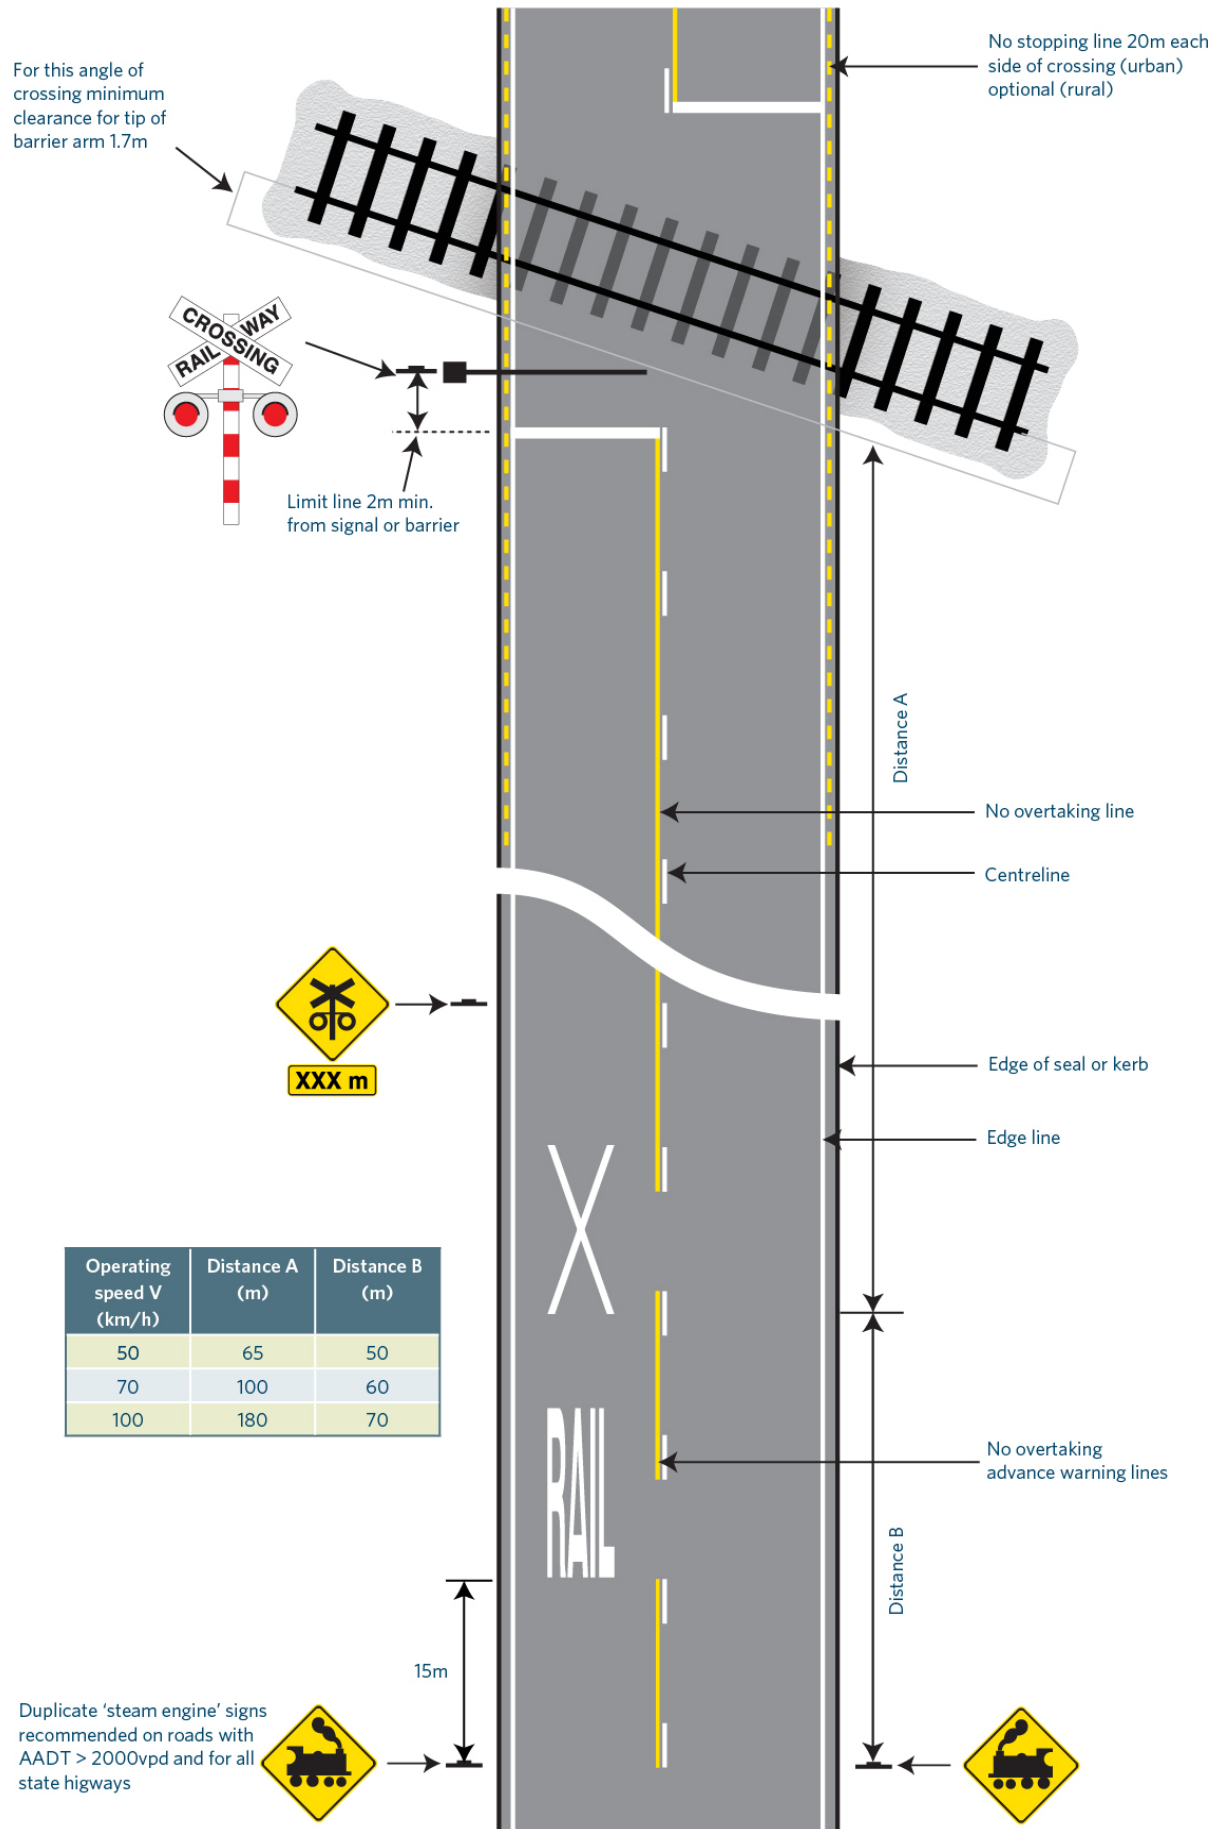 No stopping line 20m each
side of crossing (urban)
optional (rural)
For this angle of
crossing minimum
clearance for tip of
barrier arm 1.7m
RAILWAY
CROSSING
Limit line 2m min.
from signal or barrier
Distance A
No overtaking line
Centreline
XXX m
Edge of seal or kerb
Edge line
X
Operating speed V (km/h) Distance A (m) Distance B (m)
50 65 50
70 100 60
100 180 70
RAIL
No overtaking
advance warning lines
Distance B
15m
Duplicate ‘steam engine’ signs
recommended on roads with
AADT > 2000vpd and for all
state higways